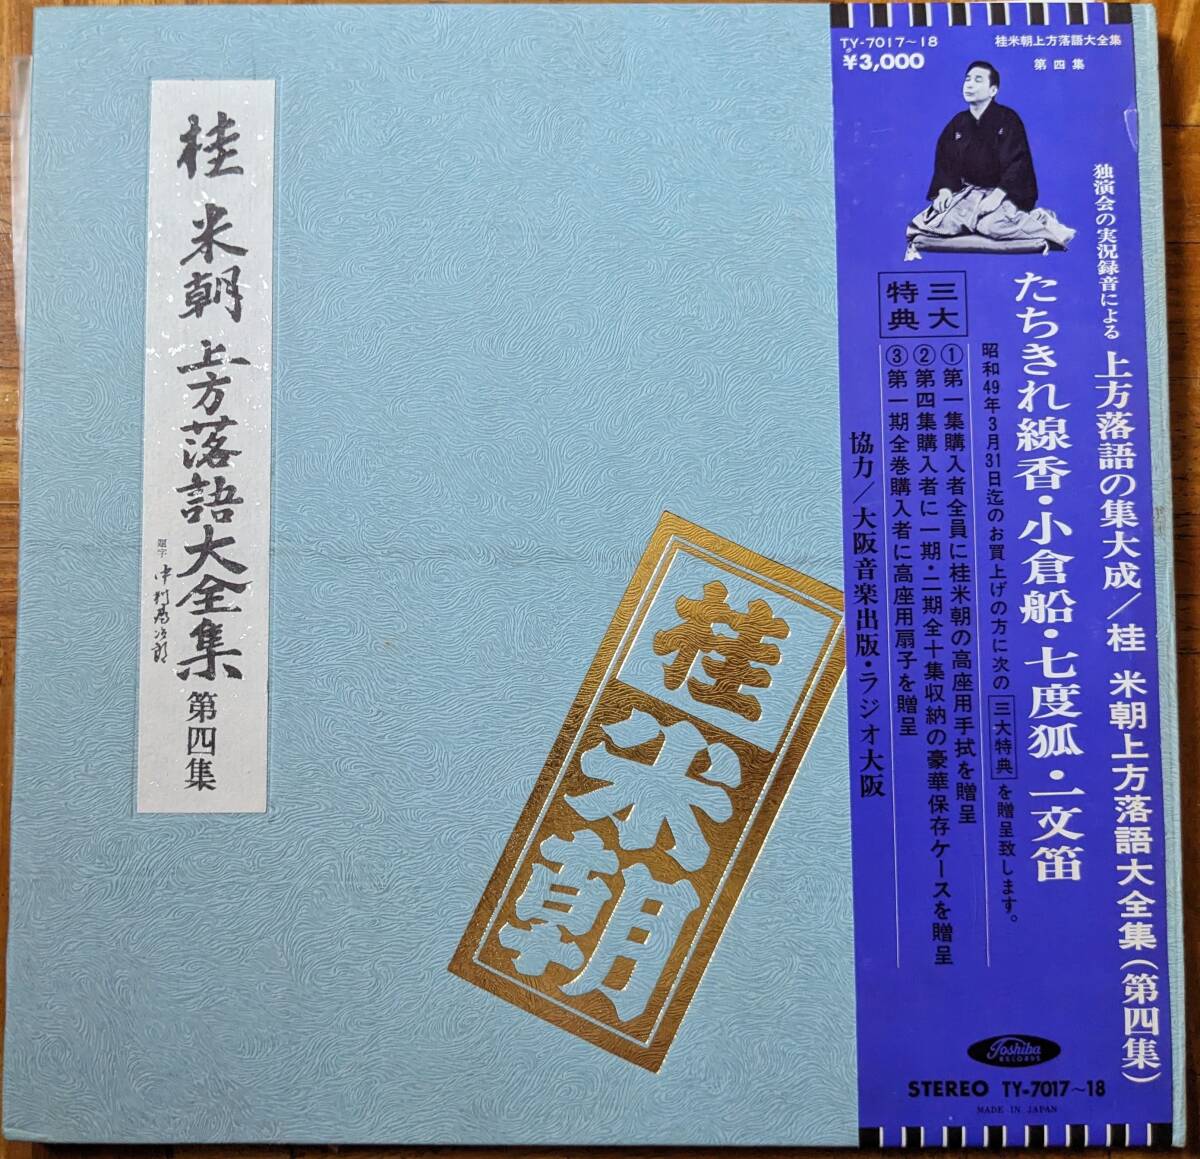 桂米朝上方落語大全集 第四集
題字 中村鴈治郎
桂米朝
TY-7017~18
¥3,000
桂米朝上方落語大全集
第四集
独演会の実況録音による 上方落語の集大成/桂 米朝上方落語大全集(第四集)
たちきれ線香・小倉船・七度狐・一文笛
昭和49年3月31日迄のお買上げの方に次の三大特典を贈呈致します。
三大
特典
①第一集購入者全員に桂米朝の高座用手拭を贈呈
②第四集購入者に一期・二期全十集収納の豪華保存ケースを贈呈
③第一期全巻購入者に高座用扇子を贈呈
協力/大阪音楽出版・ラジオ大阪
Toshiba
RECORDS
STEREO TY-7017~18
MADE IN JAPAN